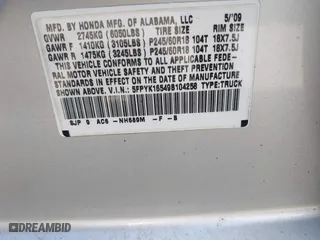 MFD. BY HONDA MFG. OF ALABAMA, LLC 5/09
GVWR 2745KG (6050LBS) TIRE SIZE RIM SIZE
GAWR F 1410KG (3105LBS) P245/60R18 104T 18X7.5J
GAWR R 1475KG (3245LBS) P245/60R18 104T 18X7.5J
THIS VEHICLE CONFORMS TO ALL APPLICABLE FEDE-
RAL MOTOR VEHICLE SAFETY AND THEFT PREVENTION
STANDARDS IN EFFECT ON THE DATE OF MANUFACTURE
SHOWN ABOVE. V.I.N.: 5FPYK16549B104258 TYPE:TRUCK
SJP 9 AC6 -NH689M -F -B
DREAMBID